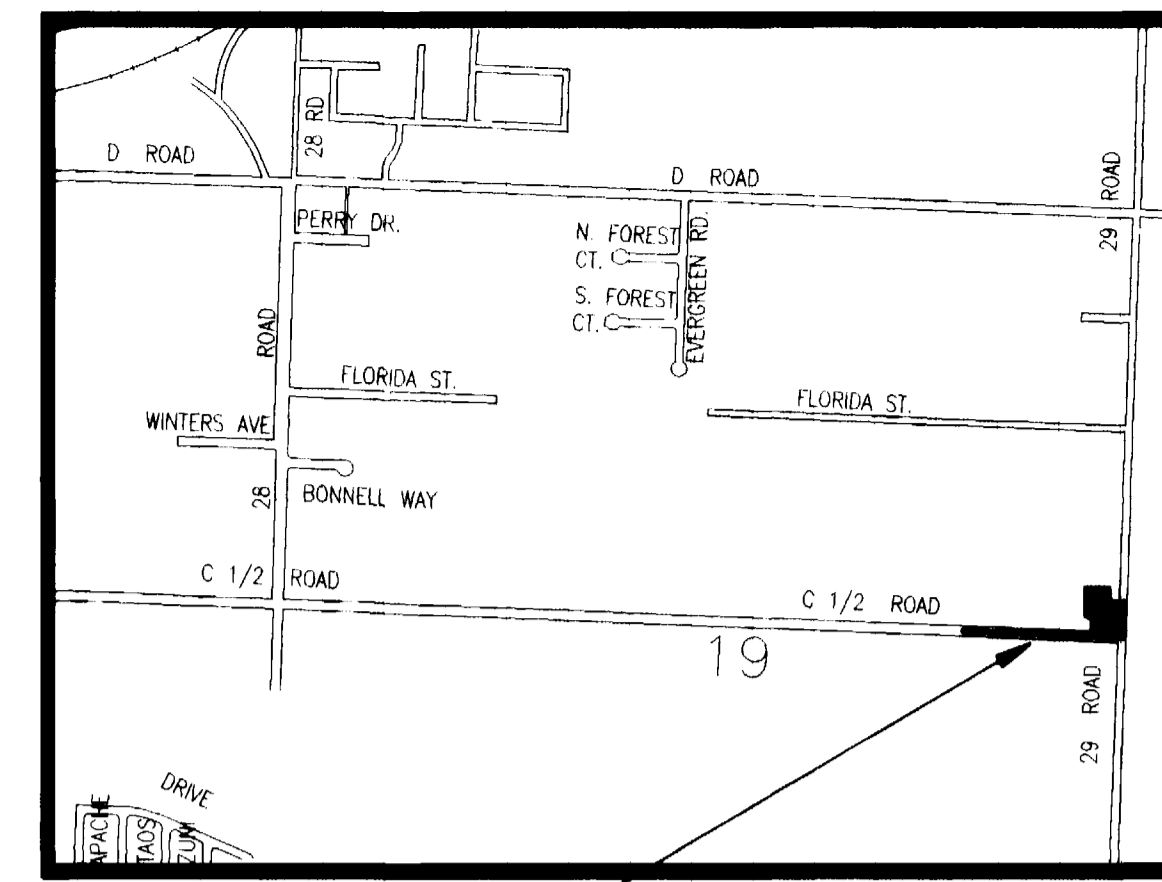 28 RD
D ROAD
D ROAD
29 ROAD
PERRY DR.
N. FOREST
CT.
EVERGREEN RD.
S. FOREST
CT.
28 ROAD
FLORIDA ST.
FLORIDA ST.
WINTERS AVE
BONNELL WAY
C 1/2 ROAD
C 1/2 ROAD
19
29 ROAD
DRIVE
APACHE
TAOS
ZUNI